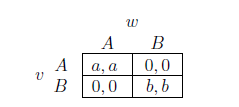 w
A B
v A a, a 0, 0
B 0, 0 b, b